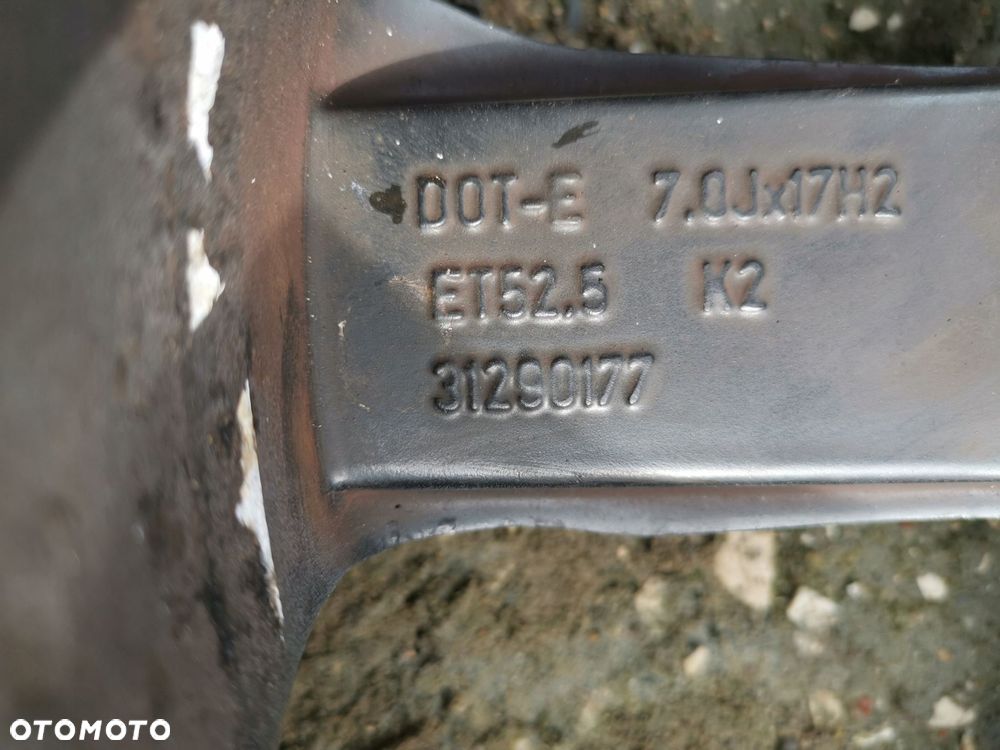 DOT-E 7.0Jx17H2
ET52.5 K2
31290177
OTOMOTO